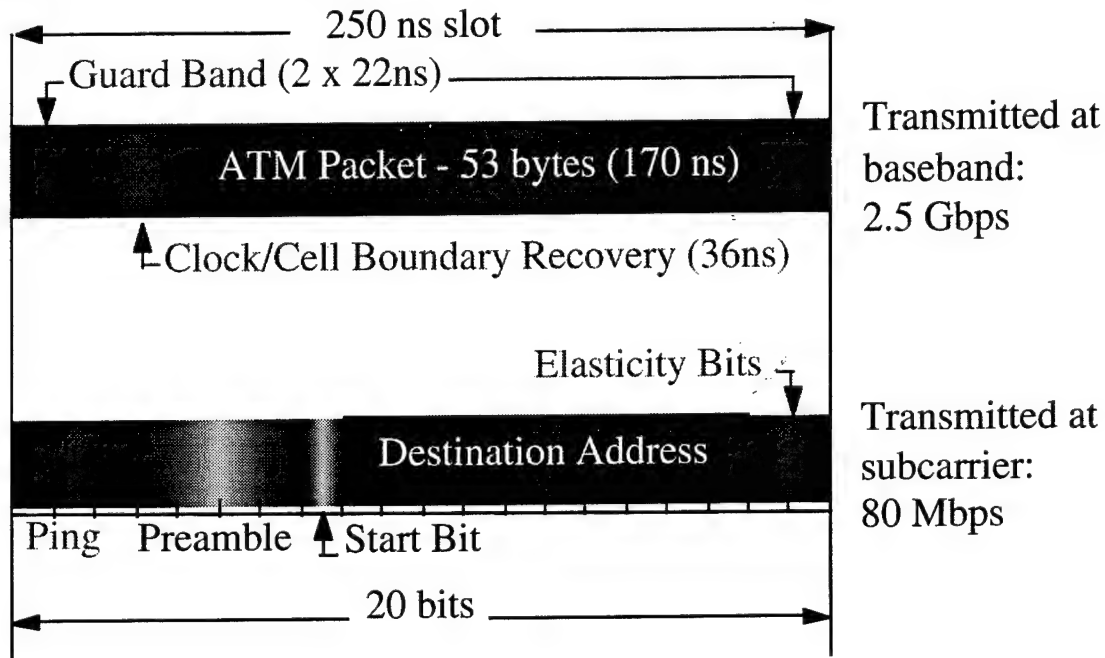 250 ns slot
Guard Band (2 x 22ns)
ATM Packet - 53 bytes (170 ns)
Transmitted at
baseband:
2.5 Gbps
Clock/Cell Boundary Recovery (36ns)
Elasticity Bits
Destination Address
Transmitted at
subcarrier:
80 Mbps
Ping
Preamble
Start Bit
20 bits